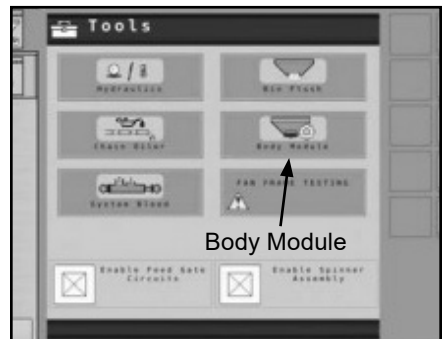 Tools
Hydraulics
Bin Flush
Chain Oiler
Body Module
System Bleed
FAN FRAME TESTING
Body Module
Enable Feed Gate
Circuits
Enable Spinner
Assembly